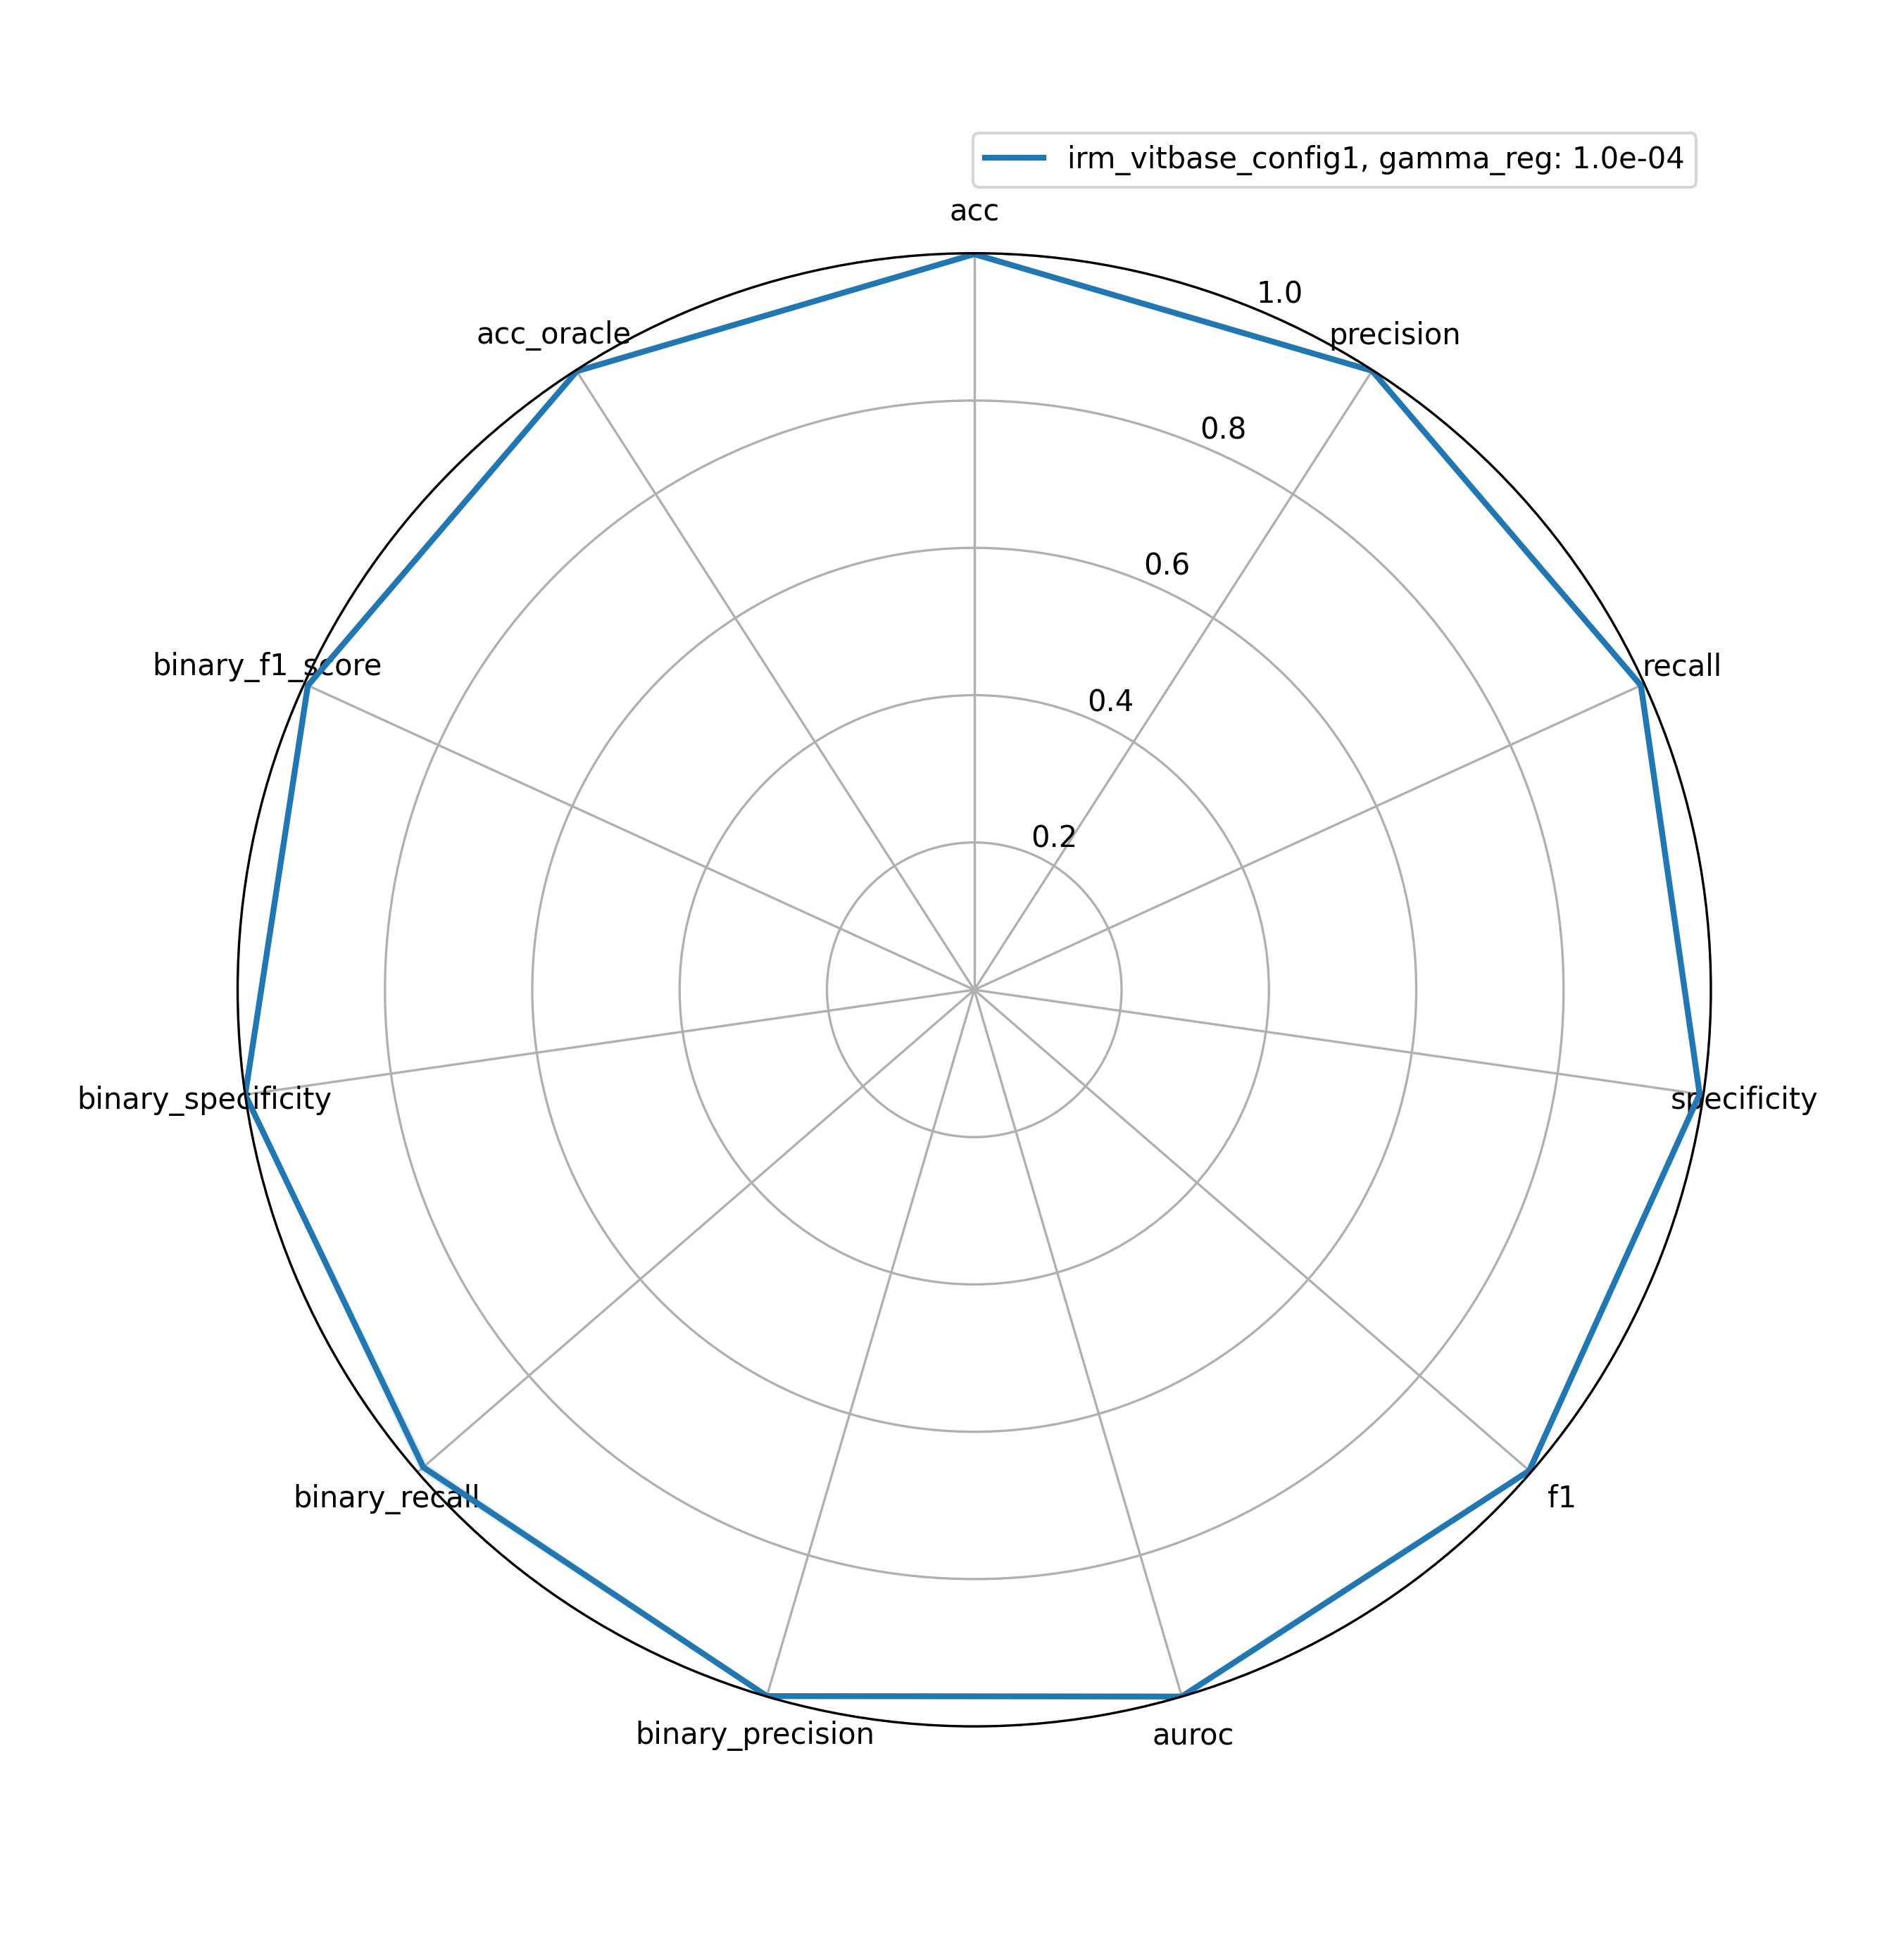 irm_vitbase_config1, gamma_reg: 1.0e-04
acc
1.0
acc_oracle
precision
0.8
0.6
binary_f1_score
recall
0.4
0.2
binary_specificity
specificity
binary_recall
f1
binary_precision
auroc